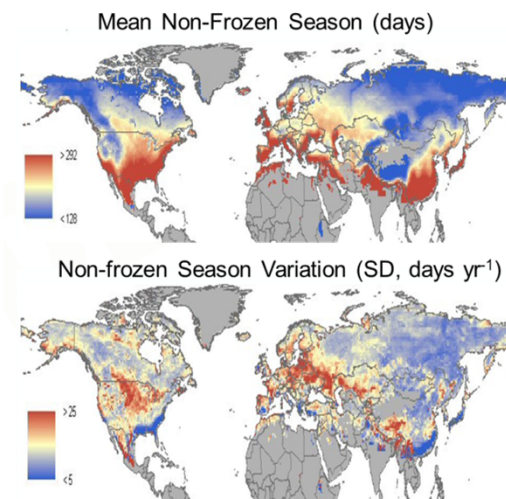 Mean Non-Frozen Season (days)
> 292
< 128
Non-frozen Season Variation (SD, days yr⁻¹)
> 25
< 5